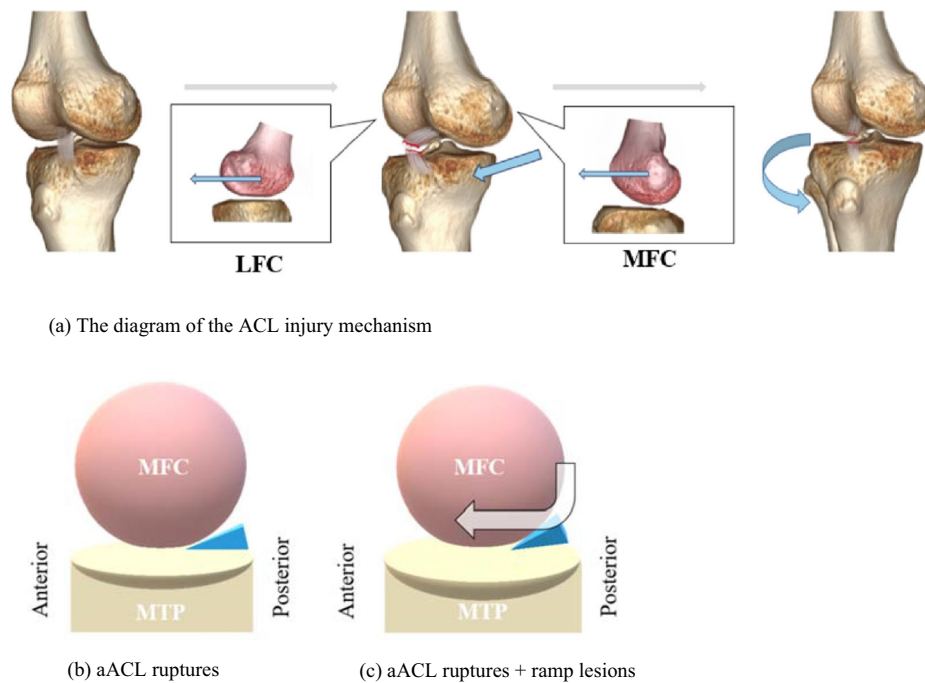 LFC
MFC
(a) The diagram of the ACL injury mechanism
MFC
Anterior
Posterior
MTP
MFC
Anterior
Posterior
MTP
(b) aACL ruptures
(c) aACL ruptures + ramp lesions